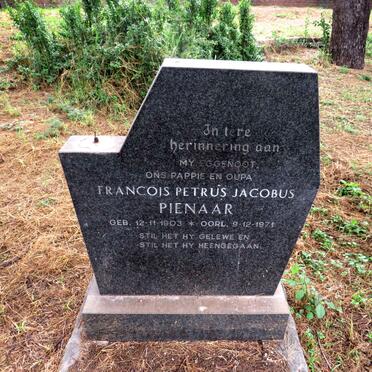 In tere
herinnering aan
MY EGGENOOT,
ONS PAPPIE EN OUPA
FRANCOIS PETRUS JACOBUS
PIENAAR
GEB. 12-11-1903 * OORL. 9-12-1971
STIL HET HY GELEWE EN
STIL HET HY HEENGEGAAN.